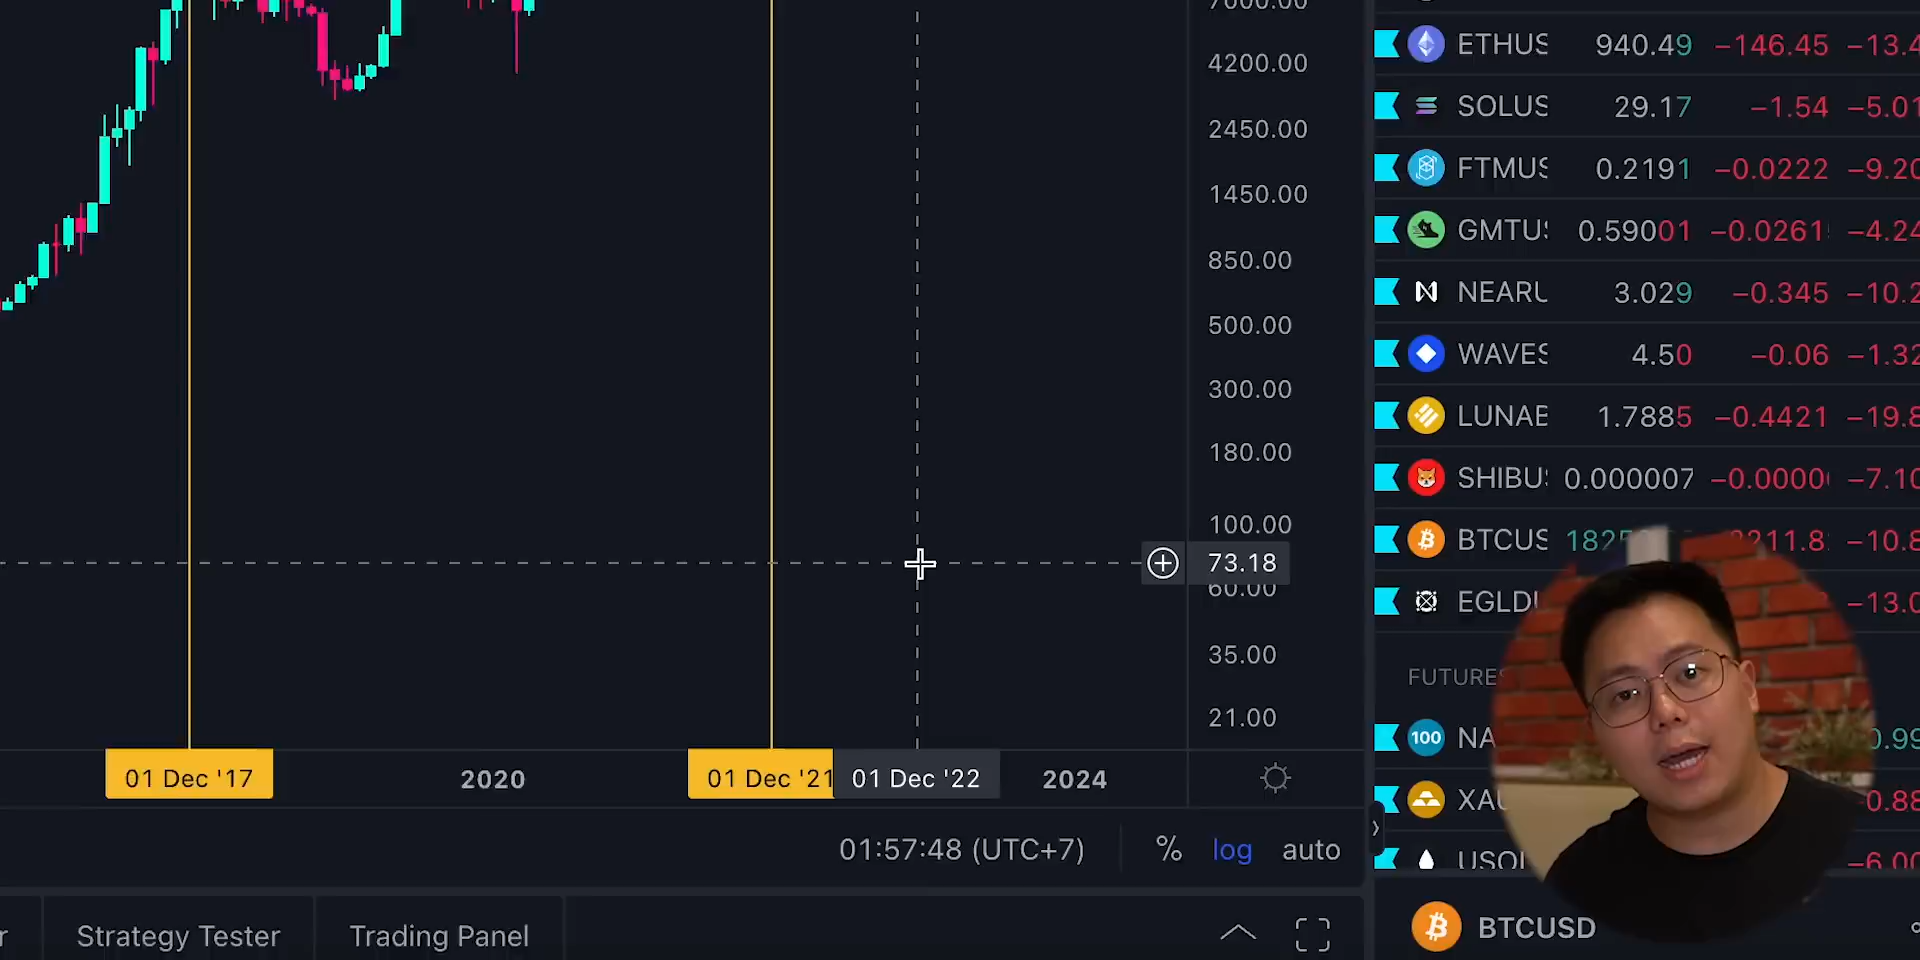 7000.00
4200.00
2450.00
1450.00
850.00
500.00
300.00
180.00
100.00
73.18
60.00
35.00
21.00
01 Dec '17
2020
01 Dec '21
01 Dec '22
2024
01:57:48 (UTC+7)
%
log
auto
Strategy Tester
Trading Panel
ETHUS 940.49 −146.45 −13.4
SOLUS 29.17 −1.54 −5.01
FTMUS 0.2191 −0.0222 −9.20
GMTUS 0.59001 −0.0261 −4.24
NEARU 3.029 −0.345 −10.2
WAVES 4.50 −0.06 −1.32
LUNAB 1.7885 −0.4421 −19.8
SHIBUS 0.000007 −0.0000 −7.10
BTCUS 182 211.8 −10.8
EGLDU −13.0
FUTURES
100 NA 0.99
XAU 0.88
USOI −6.00
BTCUSD